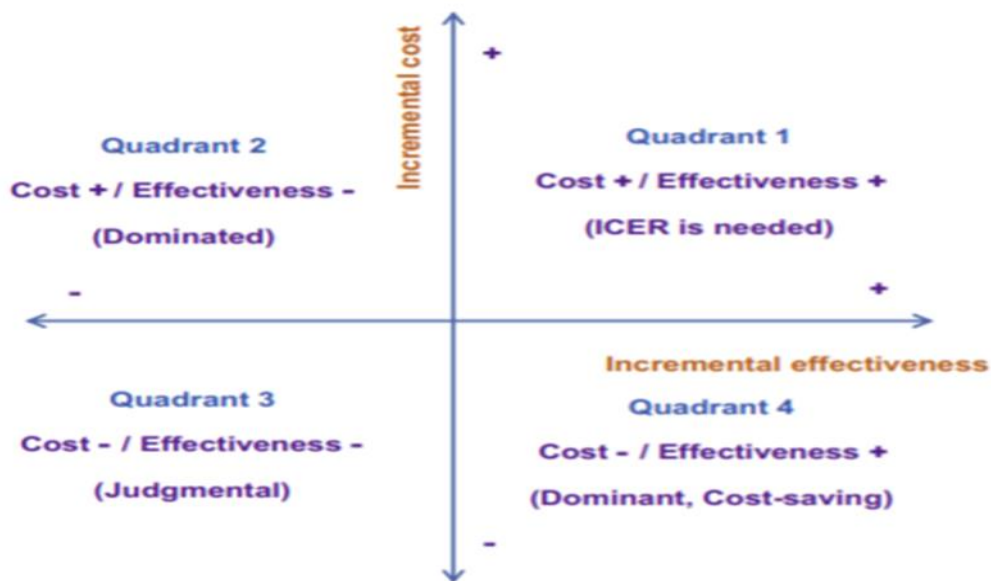 Incremental cost
+
Quadrant 2
Cost + / Effectiveness -
(Dominated)
-
Quadrant 1
Cost + / Effectiveness +
(ICER is needed)
+
Incremental effectiveness
Quadrant 3
Cost - / Effectiveness -
(Judgmental)
Quadrant 4
Cost - / Effectiveness +
(Dominant, Cost-saving)
-